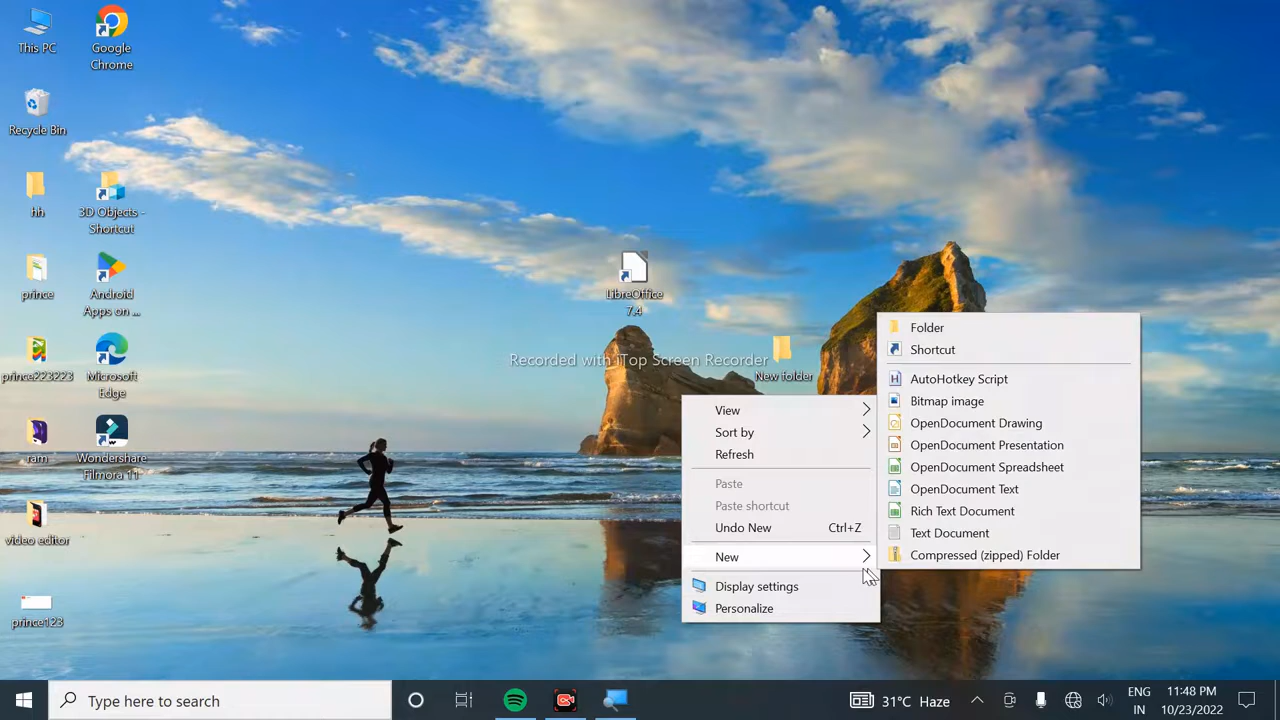 This PC
Google
Chrome
Recycle Bin
hh
3D Objects -
Shortcut
prince
Android
Apps on ...
prince223223
Microsoft
Edge
ram
Wondershare
Filmora 11
video editor
prince123
LibreOffice
7.4
Recorded with iTop Screen Recorder
New folder
View
Sort by
Refresh
Paste
Paste shortcut
Undo New Ctrl+Z
New
Display settings
Personalize
Folder
Shortcut
AutoHotkey Script
Bitmap image
OpenDocument Drawing
OpenDocument Presentation
OpenDocument Spreadsheet
OpenDocument Text
Rich Text Document
Text Document
Compressed (zipped) Folder
Type here to search
31°C Haze
ENG
IN
11:48 PM
10/23/2022